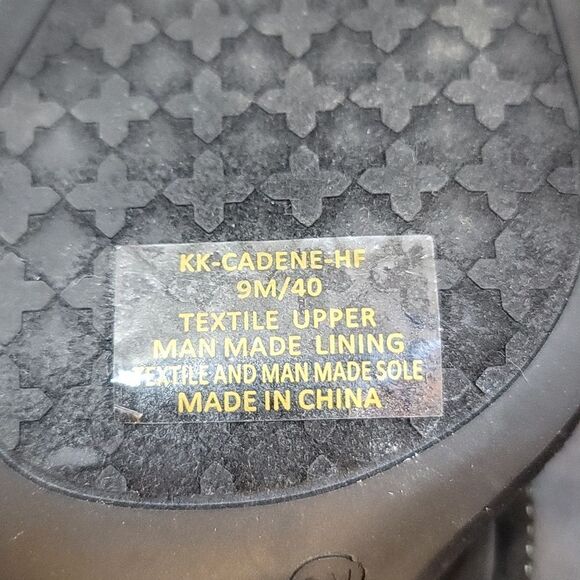 KK-CADENE-HF
9M/40
TEXTILE UPPER
MAN MADE LINING
TEXTILE AND MAN MADE SOLE
MADE IN CHINA